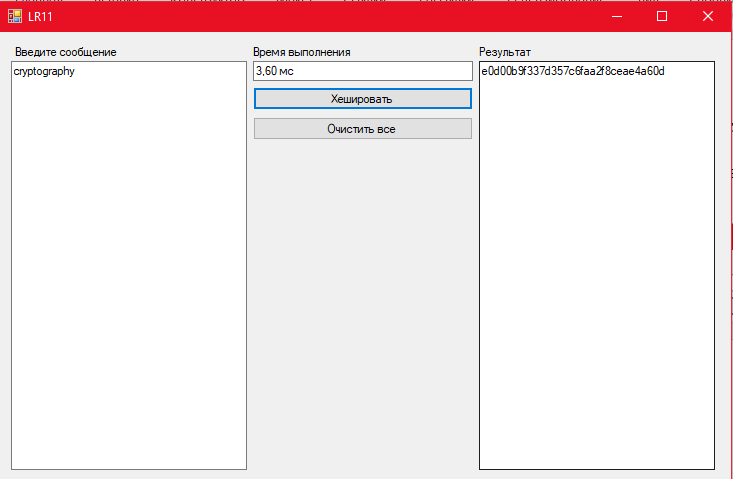 LR11
Введите сообщение
cryptography
Время выполнения
3,60 мс
Хешировать
Очистить все
Результат
e0d00b9f337d357c6faa2f8ceae4a60d